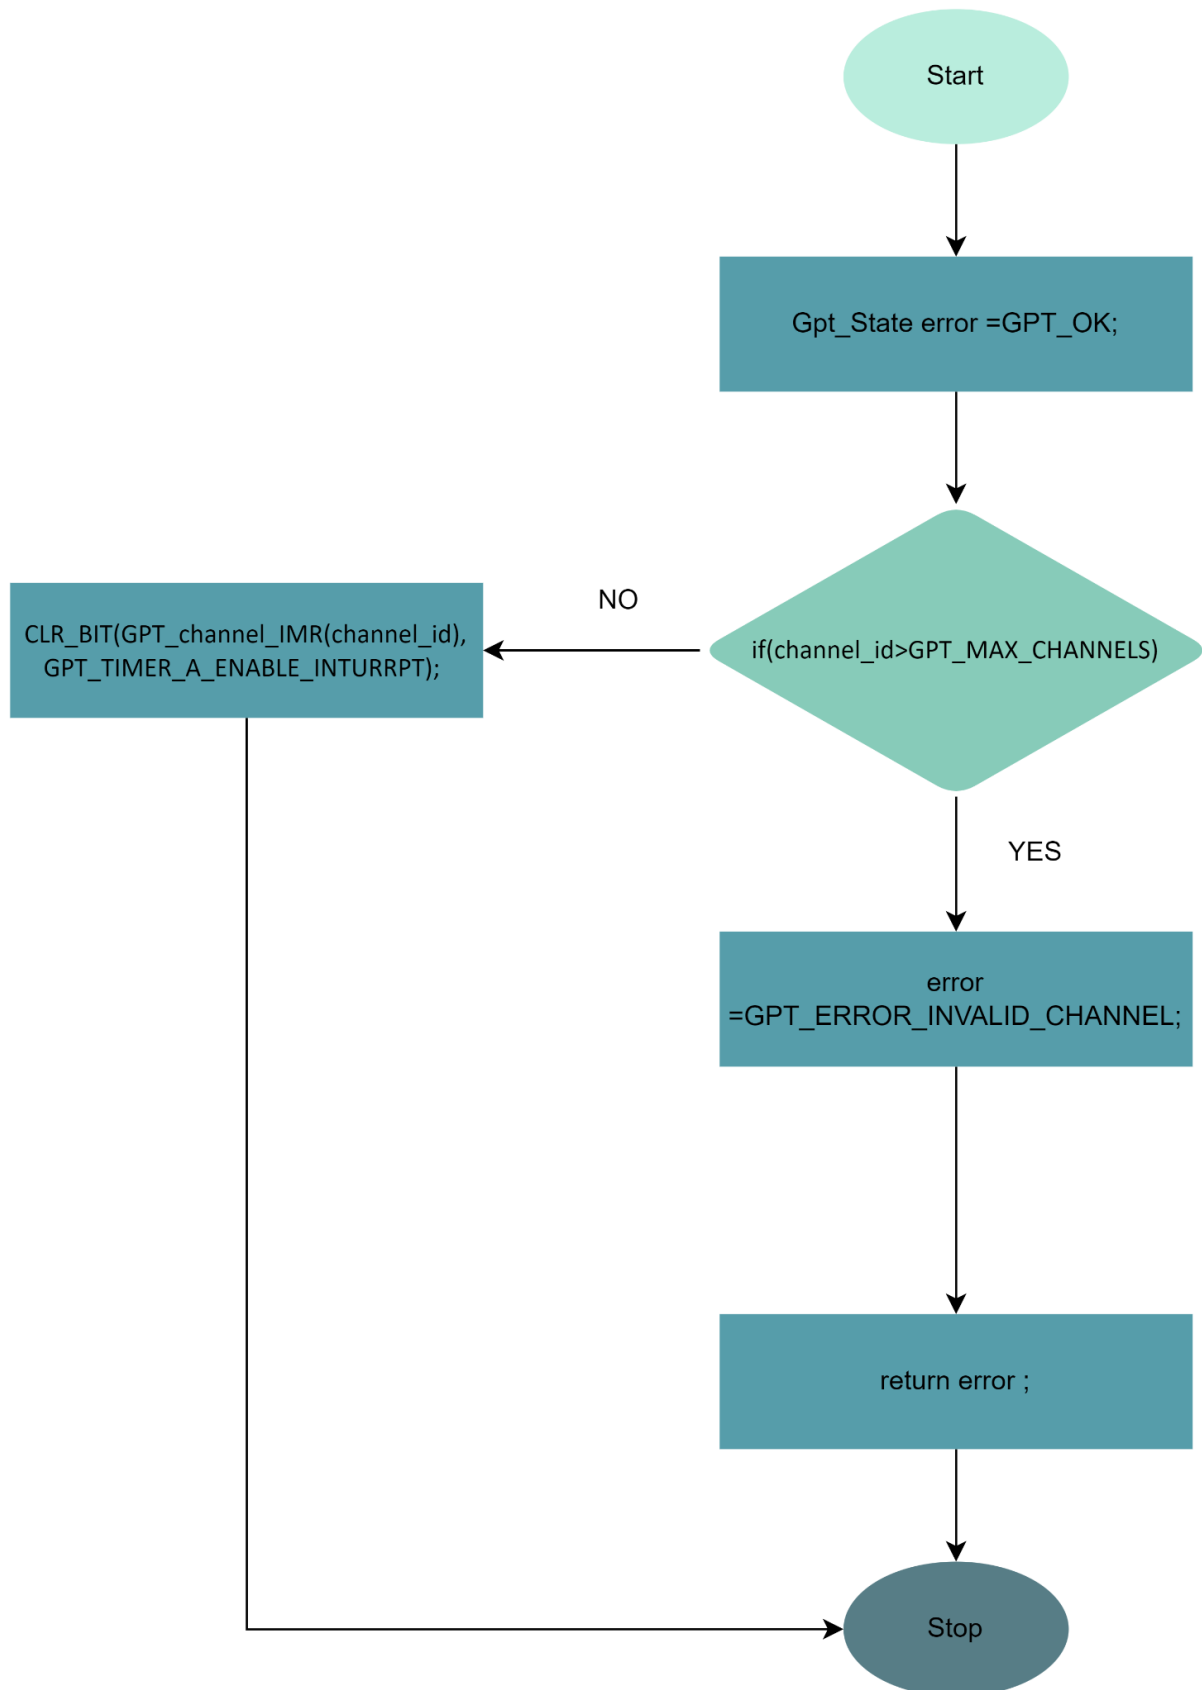 Start
Gpt_State error =GPT_OK;
if(channel_id>GPT_MAX_CHANNELS)
NO
CLR_BIT(GPT_channel_IMR(channel_id),
GPT_TIMER_A_ENABLE_INTURRPT);
YES
error
=GPT_ERROR_INVALID_CHANNEL;
return error ;
Stop